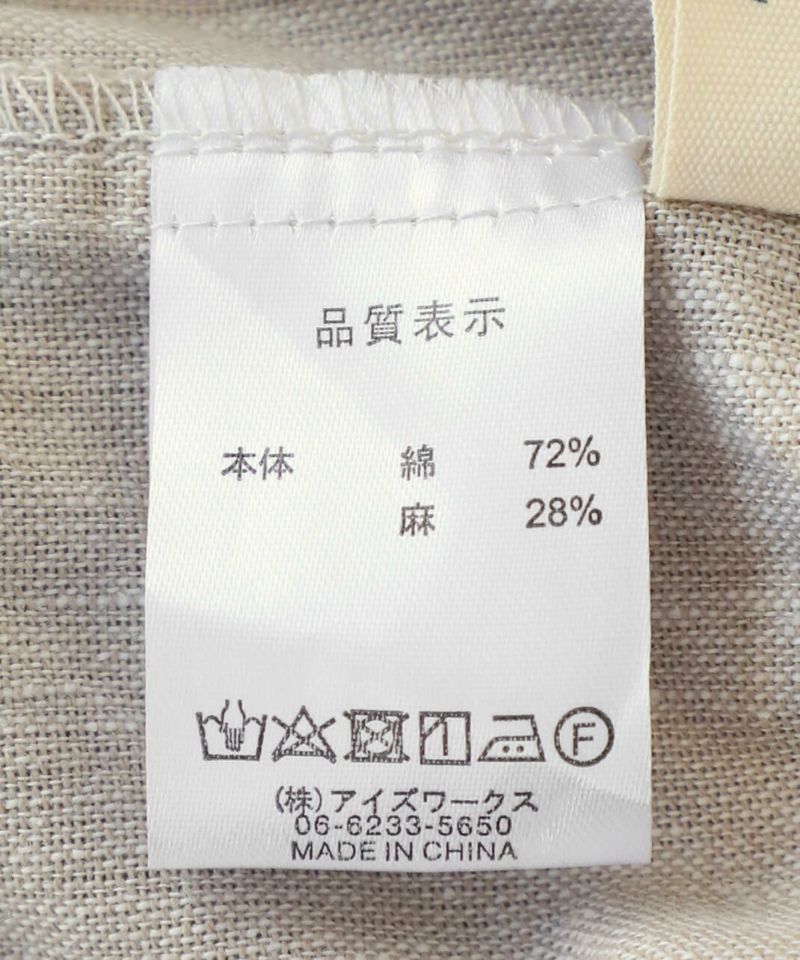 品質表示
本体 綿 72%
麻 28%
F
(株)アイズワークス
06-6233-5650
MADE IN CHINA